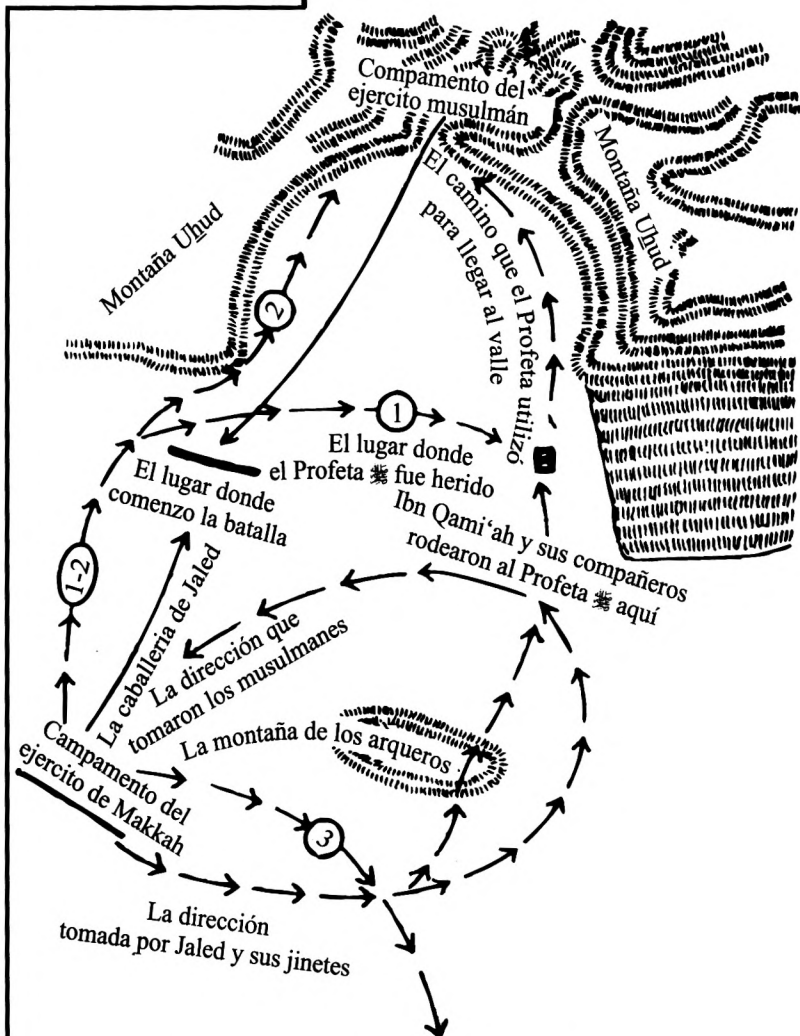 Compamento del
ejercito musulmán
El camino que el Profeta utilizó
para llegar al valle
Montaña Uhud
Montaña Uhud
2
1
El lugar donde
el Profeta ﷺ fue herido
El lugar donde
comenzo la batalla
Ibn Qami‘ah y sus compañeros
rodearon al Profeta ﷺ aquí
1-2
La caballeria de Jaled
La dirección que
tomaron los musulmanes
La montaña de los arqueros
Campamento del
ejercito de Makkah
3
La dirección
tomada por Jaled y sus jinetes